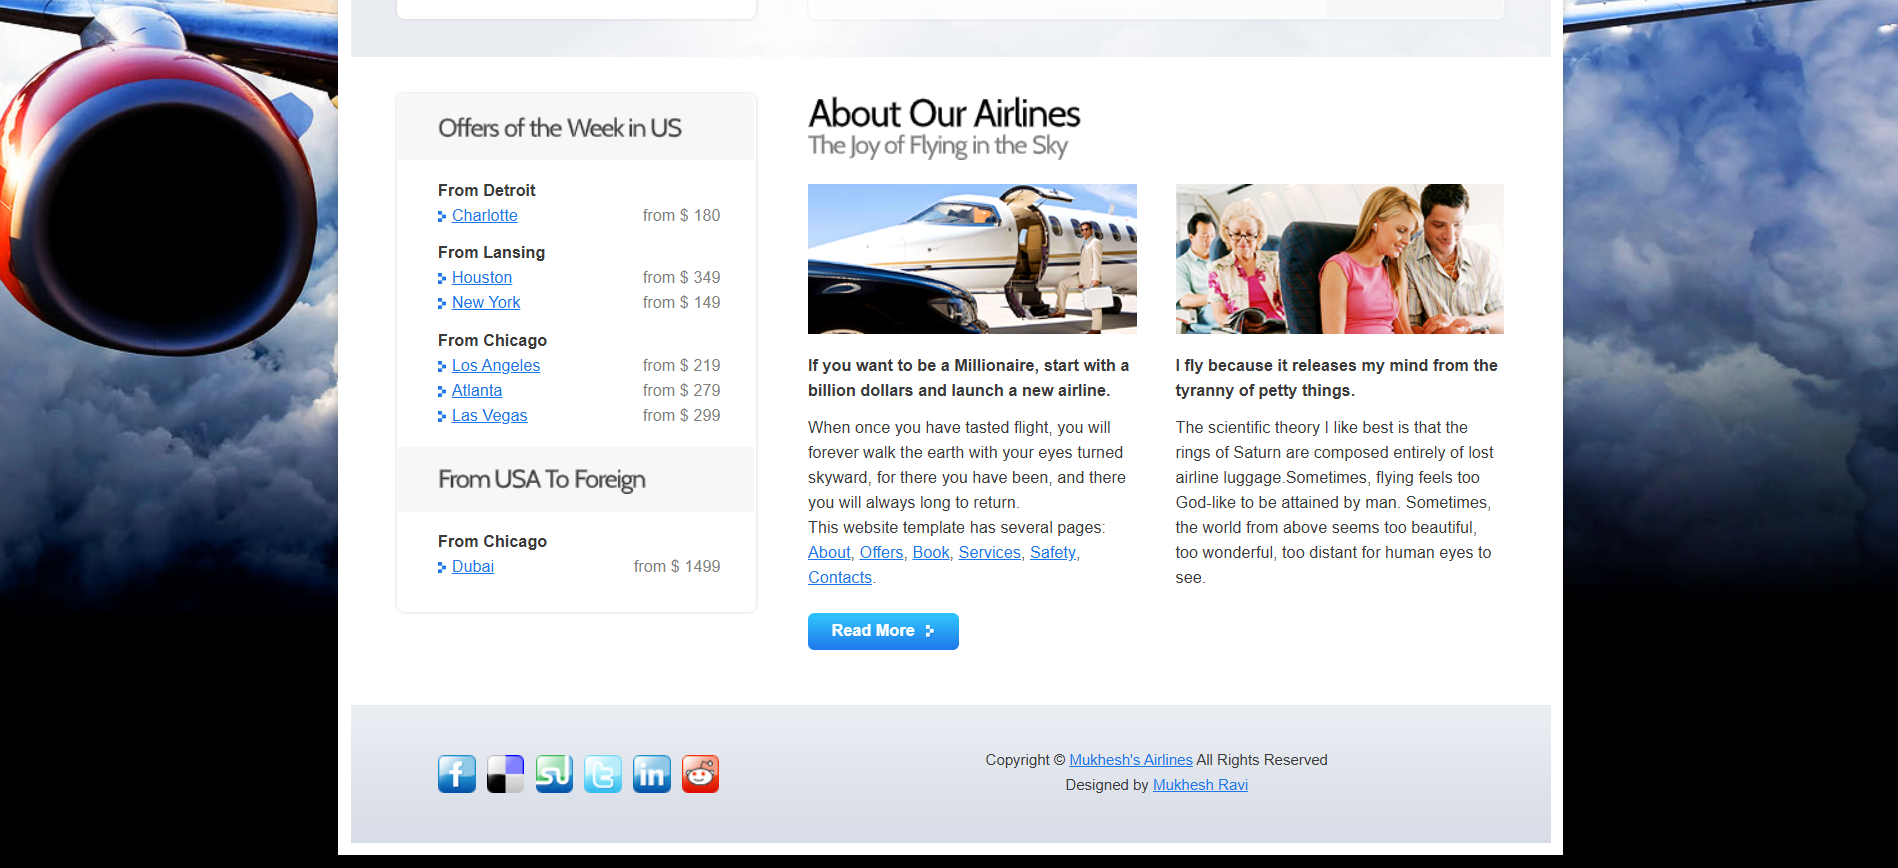 Offers of the Week in US
From Detroit
Charlotte from $ 180
From Lansing
Houston from $ 349
New York from $ 149
From Chicago
Los Angeles from $ 219
Atlanta from $ 279
Las Vegas from $ 299
From USA To Foreign
From Chicago
Dubai from $ 1499
About Our Airlines
The Joy of Flying in the Sky
If you want to be a Millionaire, start with a
billion dollars and launch a new airline.
When once you have tasted flight, you will
forever walk the earth with your eyes turned
skyward, for there you have been, and there
you will always long to return.
This website template has several pages:
About, Offers, Book, Services, Safety,
Contacts.
Read More
I fly because it releases my mind from the
tyranny of petty things.
The scientific theory I like best is that the
rings of Saturn are composed entirely of lost
airline luggage.Sometimes, flying feels too
God-like to be attained by man. Sometimes,
the world from above seems too beautiful,
too wonderful, too distant for human eyes to
see.
Copyright © Mukhesh's Airlines All Rights Reserved
Designed by Mukhesh Ravi